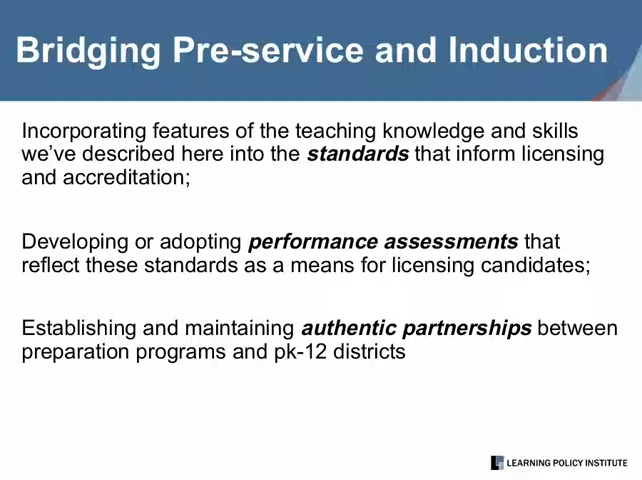 Bridging Pre-service and Induction
Incorporating features of the teaching knowledge and skills
we've described here into the standards that inform licensing
and accreditation;
Developing or adopting performance assessments that
reflect these standards as a means for licensing candidates;
Establishing and maintaining authentic partnerships between
preparation programs and pk-12 districts
LEARNING POLICY INSTITUTE